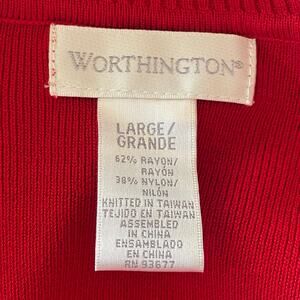 WORTHINGTON®
LARGE/
GRANDE
62% RAYON/
RAYÓN
38% NYLON/
NILÓN
KNITTED IN TAIWAN
TEJIDO EN TAIWAN
ASSEMBLED
IN CHINA
ENSAMBLADO
EN CHINA
RN 93677